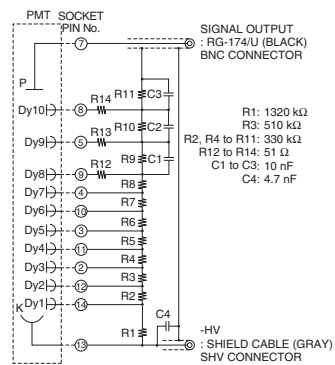 PMT SOCKET
PIN No.
SIGNAL OUTPUT
: RG-174/U (BLACK)
BNC CONNECTOR
7
P
R11 C3
R14
Dy10 8
R10 C2
R13
Dy9 5
R9 C1
R12
Dy8 9
R8
Dy7 4
R7
Dy6 10
R6
Dy5 3
R5
Dy4 11
R4
Dy3 2
R3
Dy2 12
R2
Dy1 14
K
C4
R1
13
R1: 1320 kΩ
R3: 510 kΩ
R2, R4 to R11: 330 kΩ
R12 to R14: 51 Ω
C1 to C3: 10 nF
C4: 4.7 nF
-HV
: SHIELD CABLE (GRAY)
SHV CONNECTOR